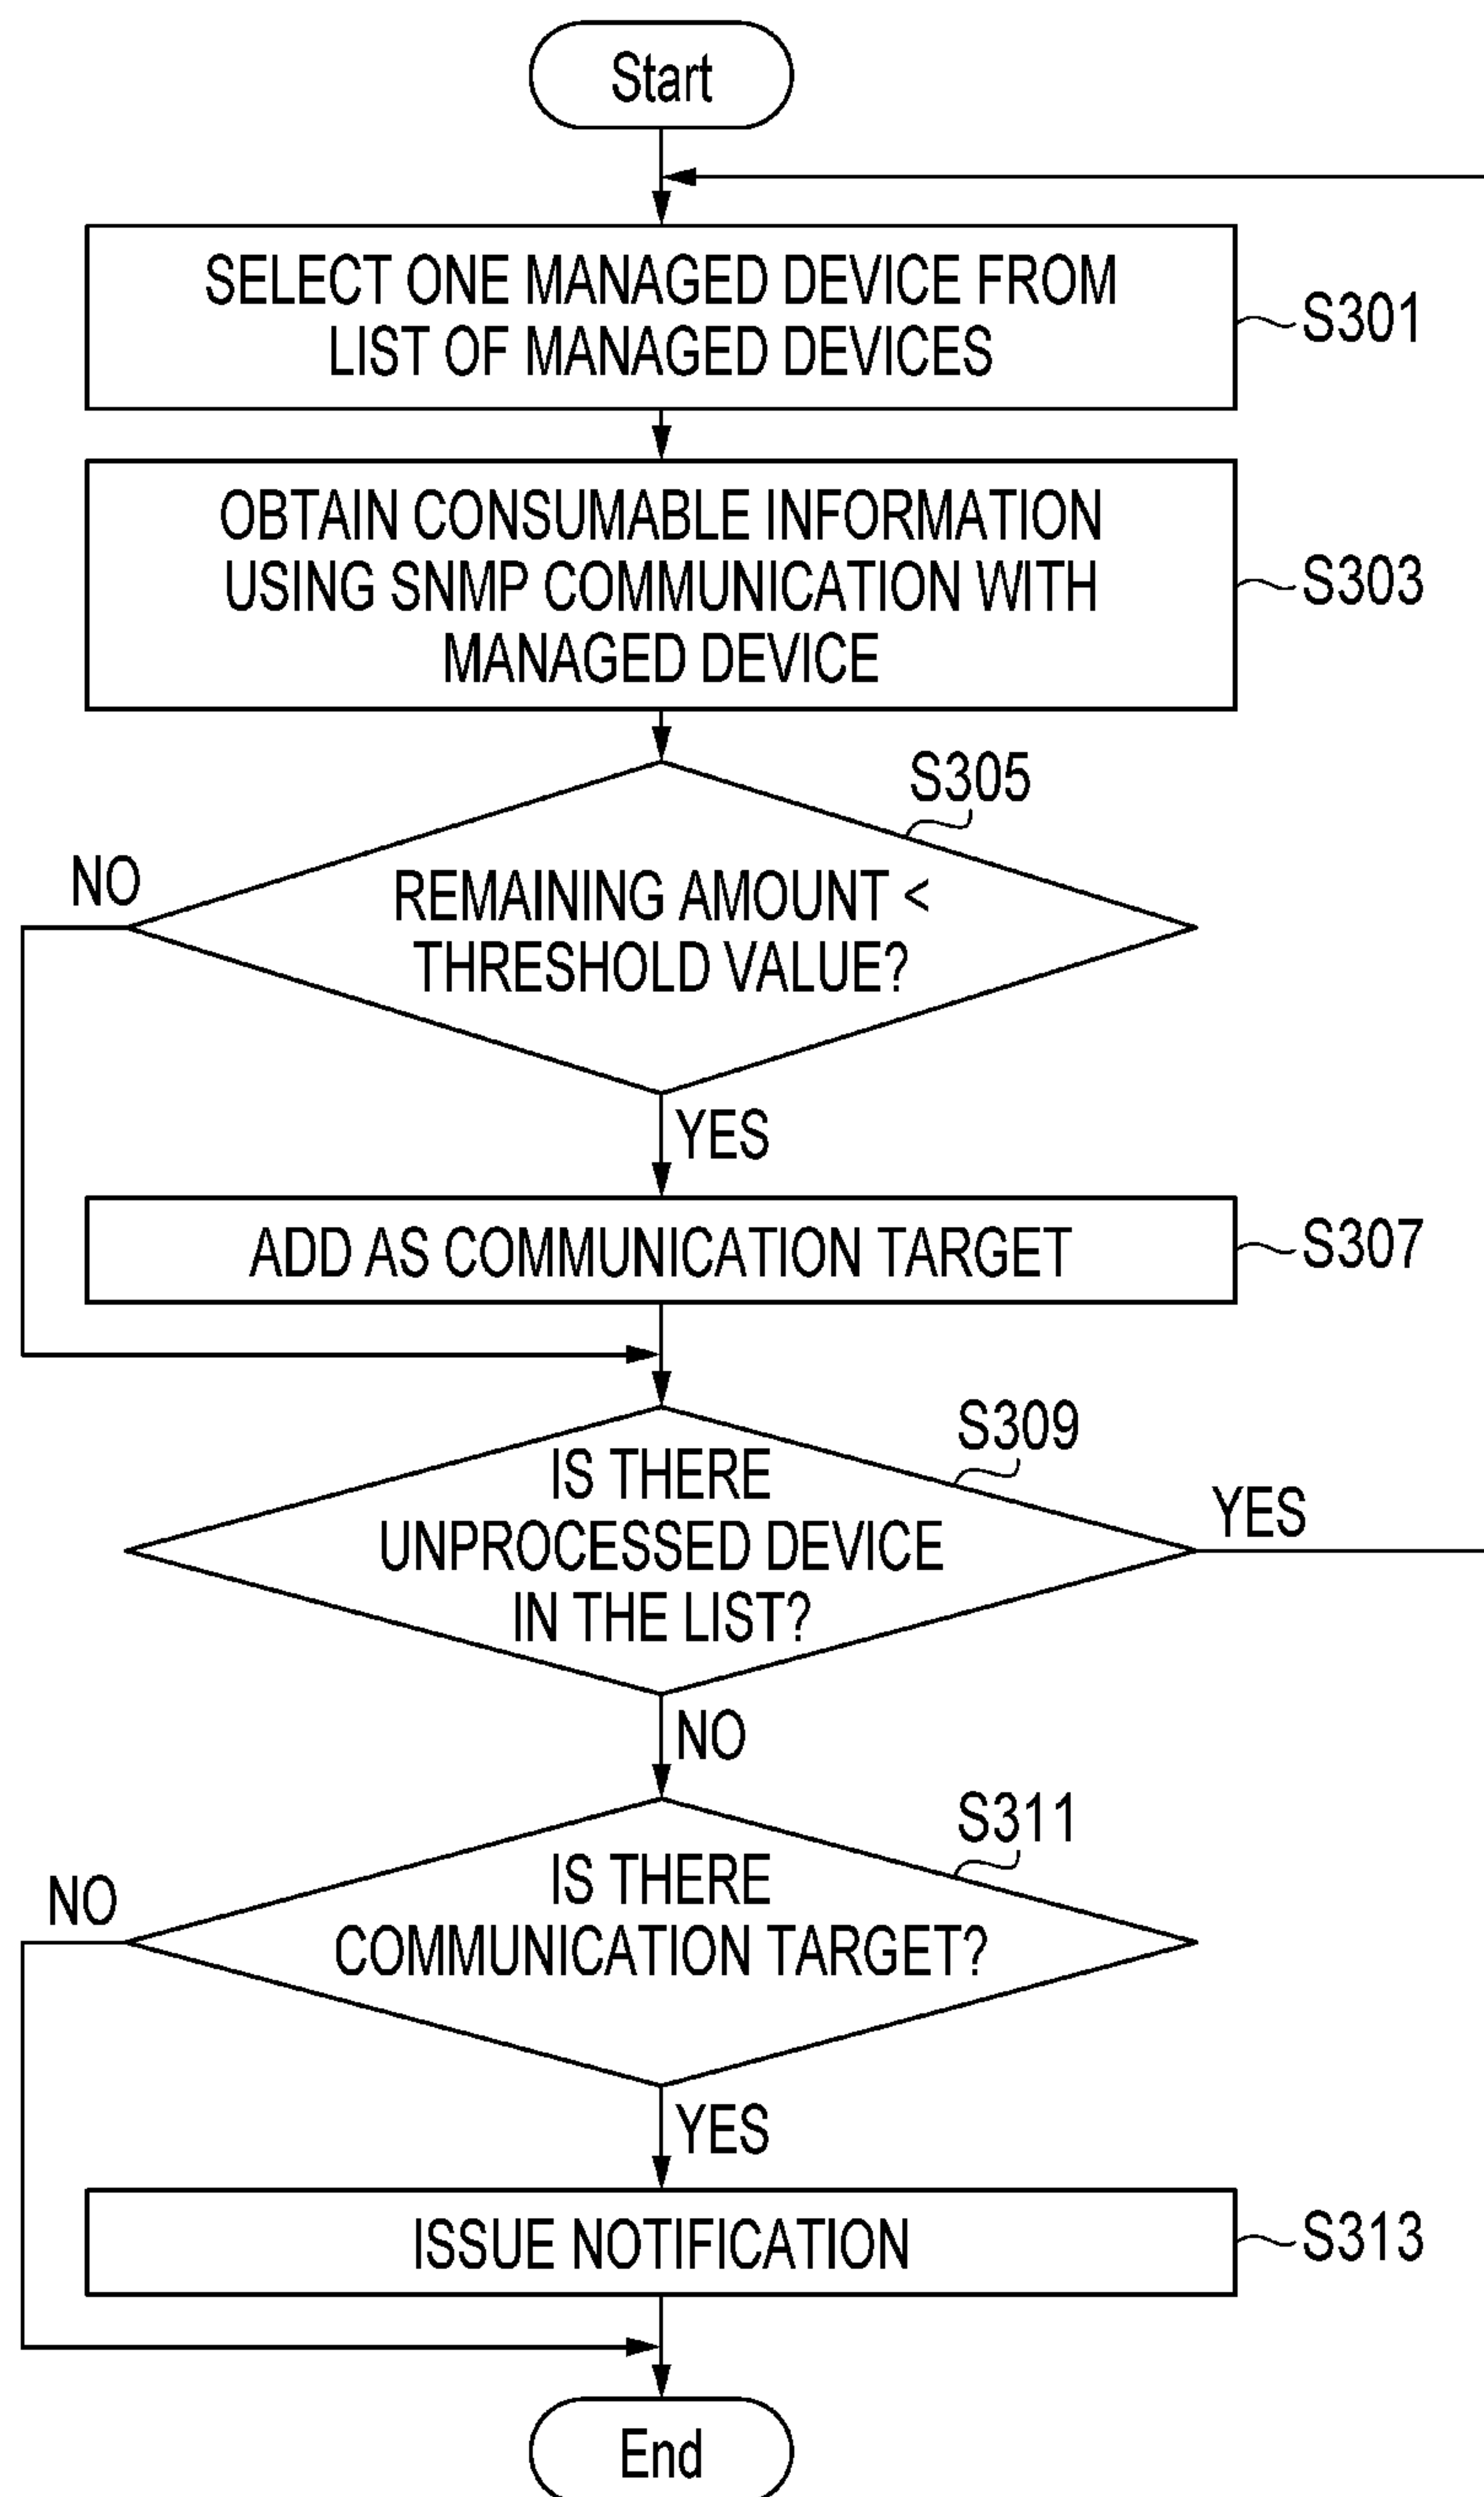 Start
SELECT ONE MANAGED DEVICE FROM
LIST OF MANAGED DEVICES
S301
OBTAIN CONSUMABLE INFORMATION
USING SNMP COMMUNICATION WITH
MANAGED DEVICE
S303
S305
NO
REMAINING AMOUNT <
THRESHOLD VALUE?
YES
ADD AS COMMUNICATION TARGET
S307
S309
IS THERE
UNPROCESSED DEVICE
IN THE LIST?
YES
NO
S311
IS THERE
COMMUNICATION TARGET?
NO
YES
ISSUE NOTIFICATION
S313
End